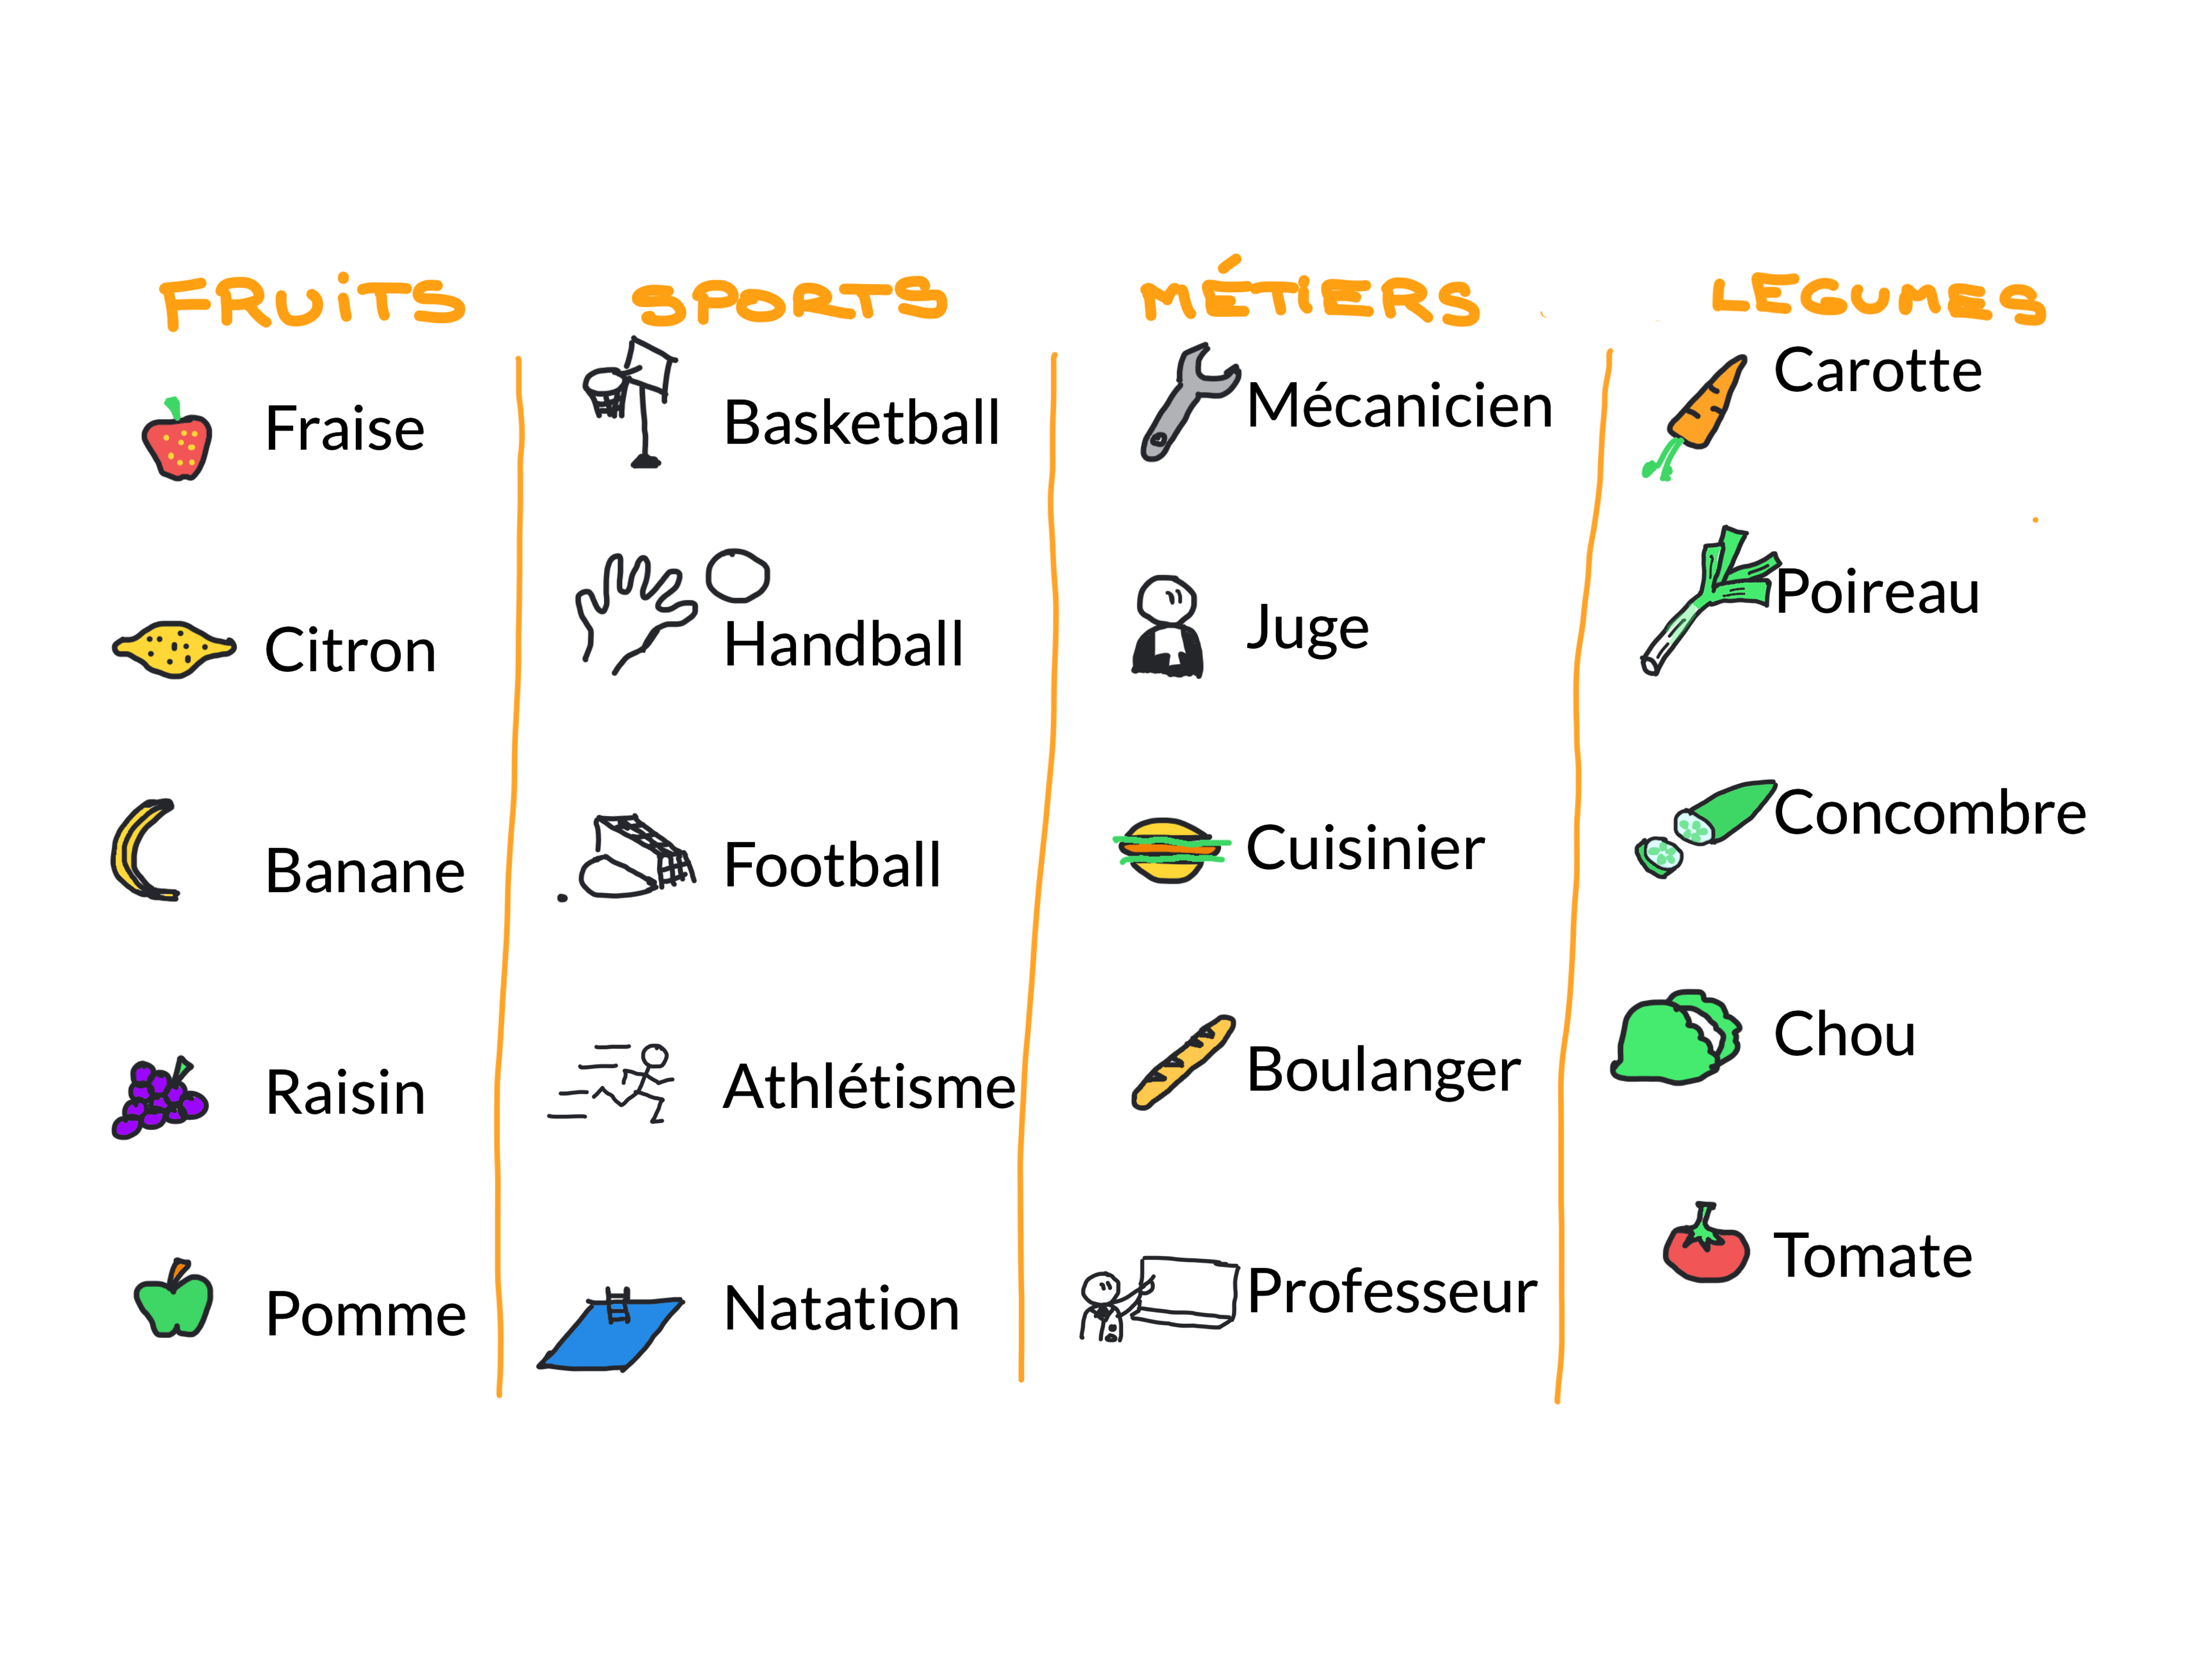 FRUiTS
Fraise
Citron
Banane
Raisin
Pomme
SPORTS
Basketball
Handball
Football
Athlétisme
Natation
MÉTiERS
Mécanicien
Juge
Cuisinier
Boulanger
Professeur
LEGUMES
Carotte
Poireau
Concombre
Chou
Tomate